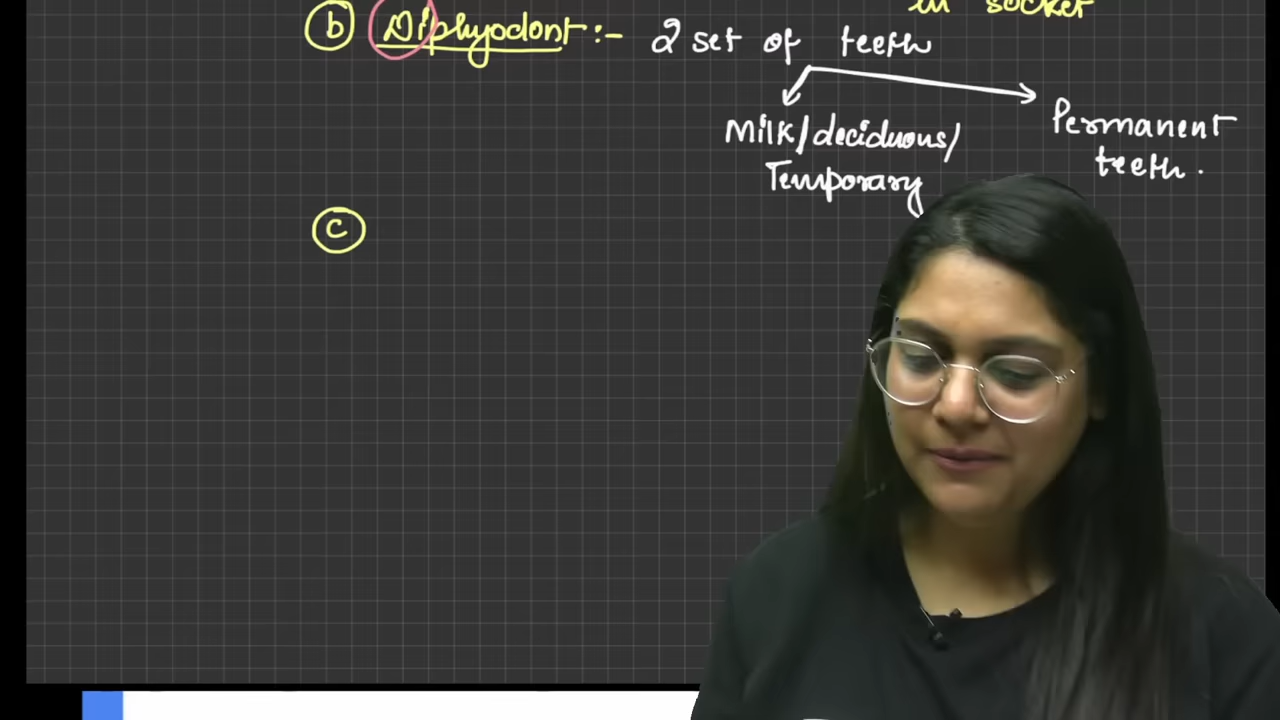 in socket
(b) Diphyodont :- 2 set of teeth
Milk/deciduous/
Temporary
Permanent
teeth.
(c)